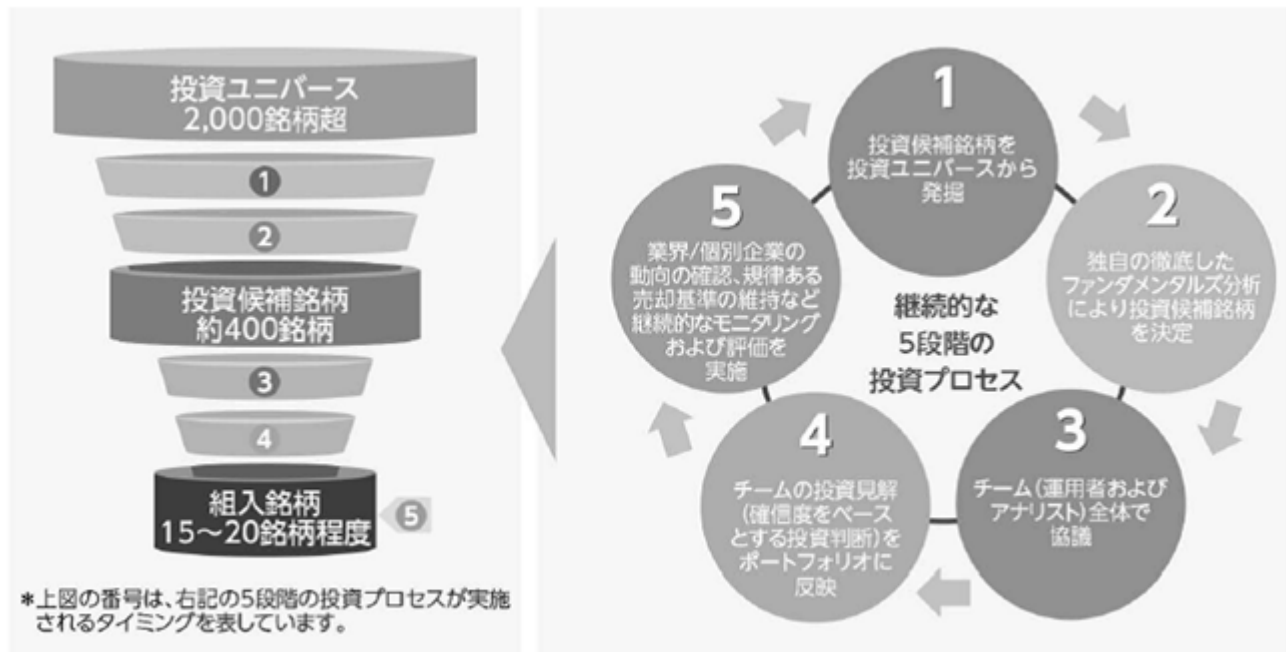 投資ユニバース
2,000銘柄超
1
2
投資候補銘柄
約400銘柄
3
4
組入銘柄
15～20銘柄程度
5
*上図の番号は、右記の5段階の投資プロセスが実施
されるタイミングを表しています。
1
投資候補銘柄を
投資ユニバースから
発掘
2
独自の徹底した
ファンダメンタルズ分析
により投資候補銘柄
を決定
3
チーム(運用者および
アナリスト)全体で
協議
4
チームの投資見解
(確信度をベース
とする投資判断)を
ポートフォリオに
反映
5
業界/個別企業の
動向の確認、規律ある
売却基準の維持など
継続的なモニタリング
および評価を
実施
継続的な
5段階の
投資プロセス